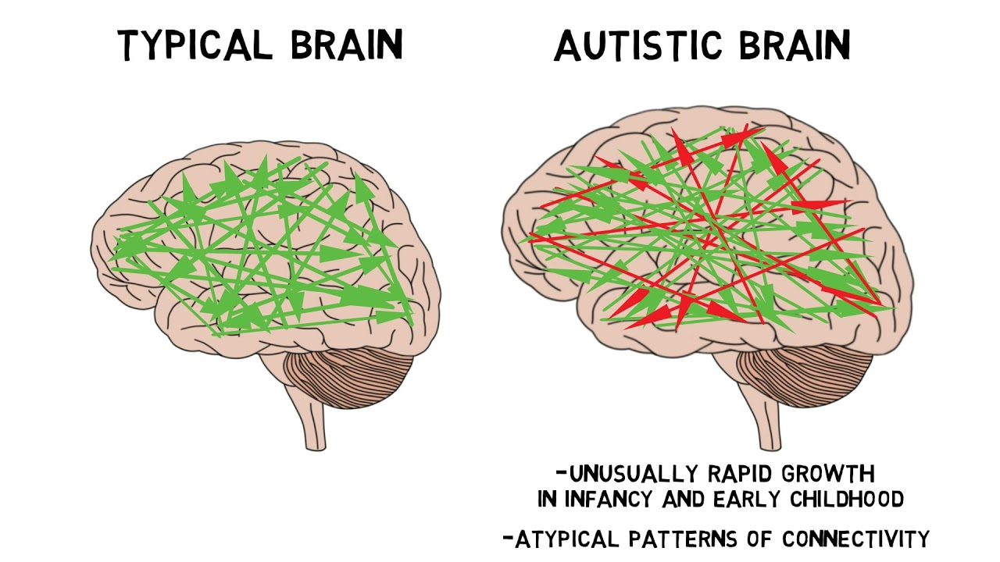 TYPICAL BRAIN
AUTISTIC BRAIN
-UNUSUALLY RAPID GROWTH
IN INFANCY AND EARLY CHILDHOOD
-ATYPICAL PATTERNS OF CONNECTIVITY